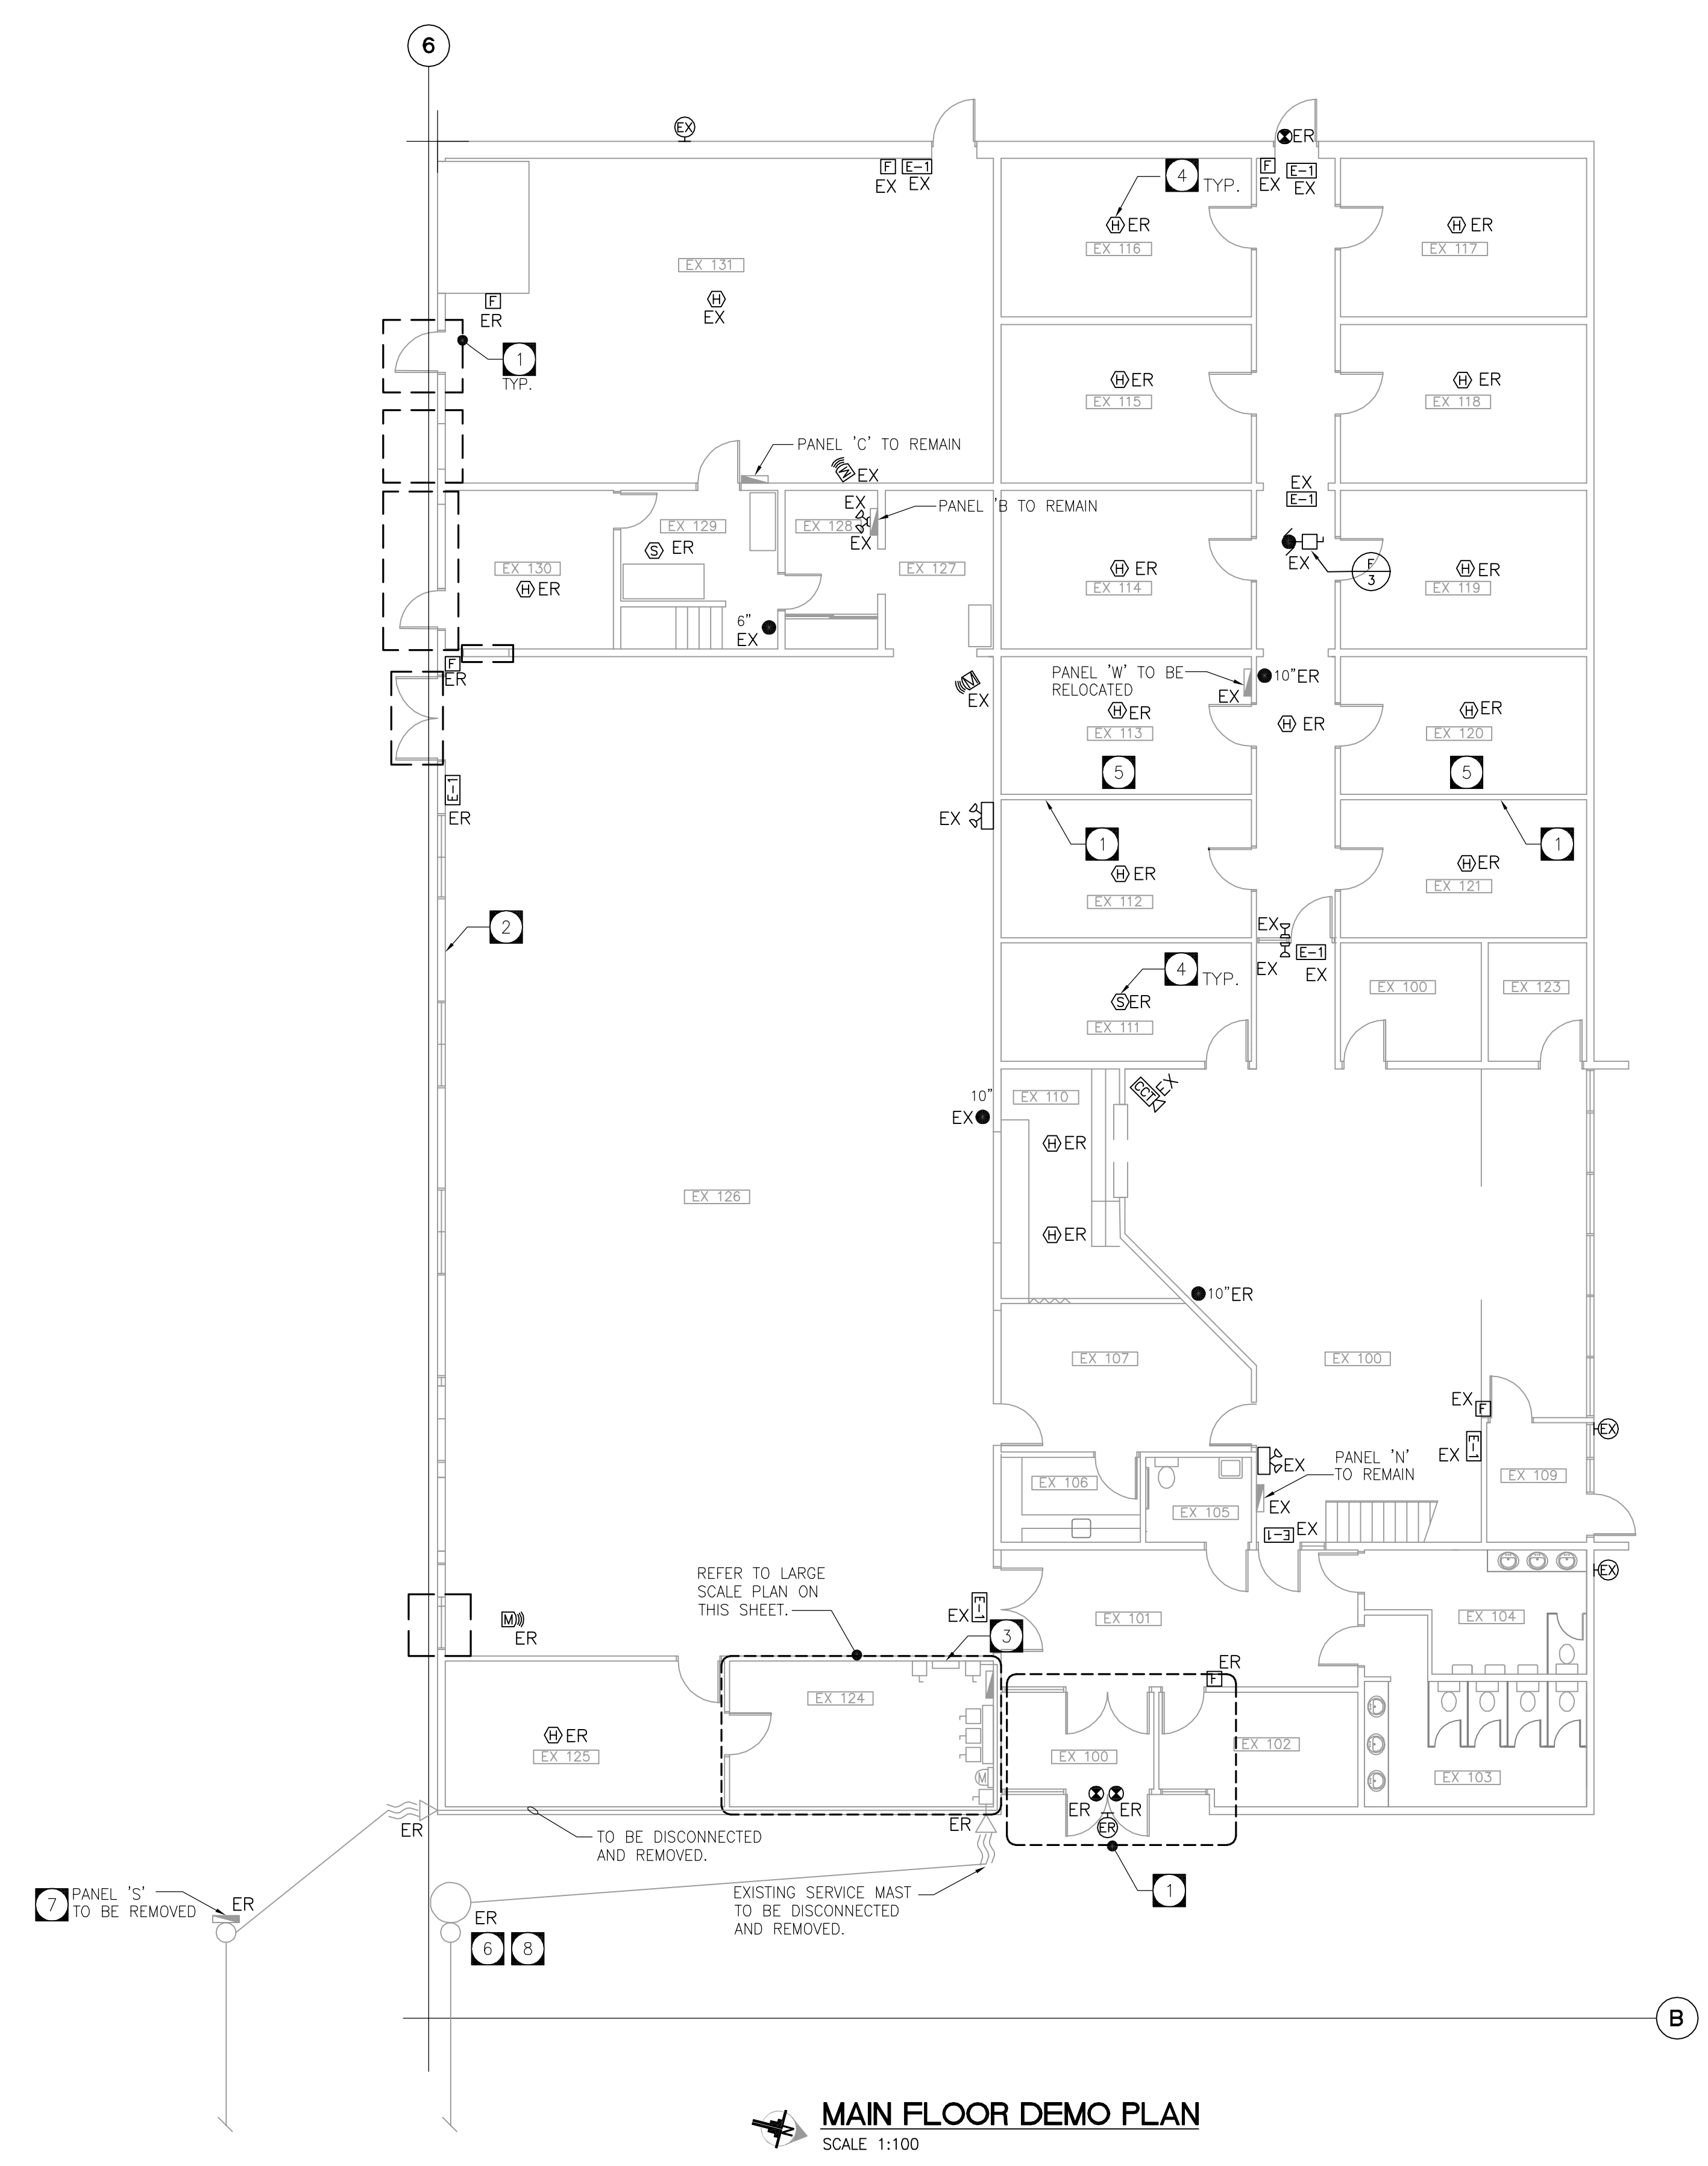 6
EX
ER
F
E-1
EX
EX
F
E-1
EX
EX
4
TYP.
H ER
EX 116
H ER
EX 117
EX 131
H
EX
F
ER
1
TYP.
H ER
EX 115
H ER
EX 118
PANEL 'C' TO REMAIN
M EX
EX
E-1
EX
EX 128
EX
PANEL 'B TO REMAIN
EX 129
S ER
EX 130
H ER
EX 127
H ER
EX 114
EX
F
3
H ER
EX 119
6"
EX
F
ER
M
EX
PANEL 'W' TO BE
RELOCATED
EX
10"ER
H ER
EX 113
H ER
H ER
EX 120
5
5
E-1
ER
EX
1
1
H ER
EX 112
H ER
EX 121
2
EX
EX
E-1
EX
4
TYP.
S ER
EX 111
EX 100
EX 123
10"
EX
EX 110
CCT
EX
H ER
EX 126
H ER
10"ER
EX 107
EX 100
EX
F
EX
EX
E-1
EX
PANEL 'N'
TO REMAIN
EX 106
EX 105
EX
EX 109
E-1
EX
REFER TO LARGE
SCALE PLAN ON
THIS SHEET.
EX
E-1
EX
M
ER
3
EX 101
EX 104
ER
F
EX 124
H ER
EX 125
EX 100
EX 102
EX 103
M
ER
ER
ER
ER
ER
TO BE DISCONNECTED
AND REMOVED.
1
7
PANEL 'S'
TO BE REMOVED
ER
ER
6
8
EXISTING SERVICE MAST
TO BE DISCONNECTED
AND REMOVED.
B
N
MAIN FLOOR DEMO PLAN
SCALE 1:100